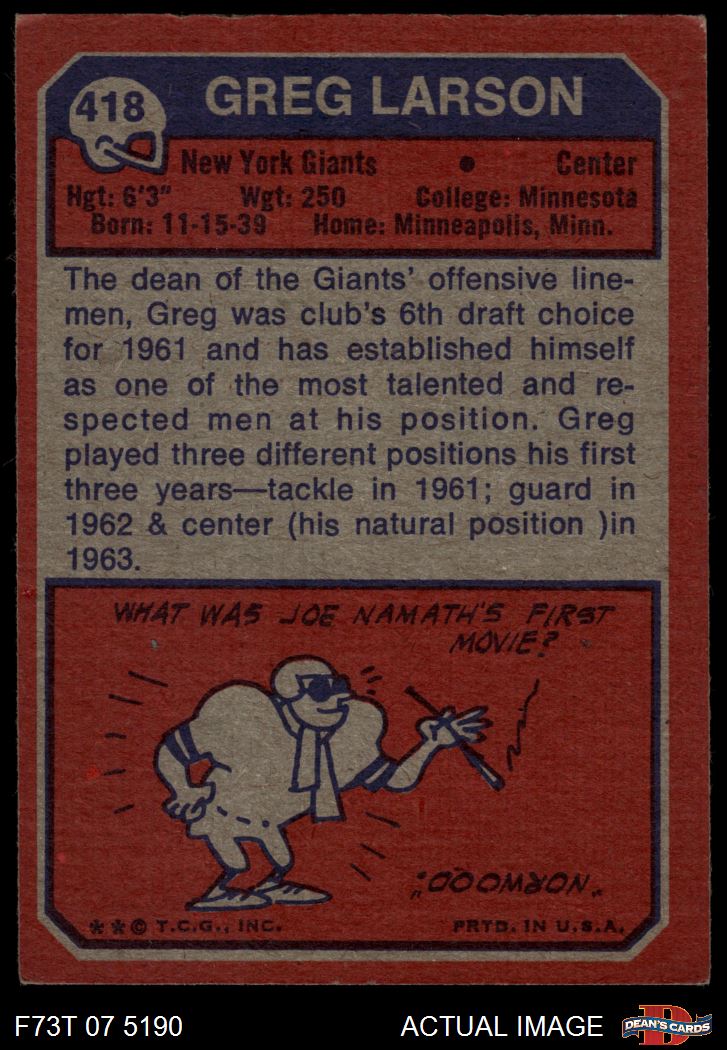 418
GREG LARSON
New York Giants • Center
Hgt: 6'3" Wgt: 250 College: Minnesota
Born: 11-15-39 Home: Minneapolis, Minn.
The dean of the Giants' offensive line-
men, Greg was club's 6th draft choice
for 1961 and has established himself
as one of the most talented and re-
spected men at his position. Greg
played three different positions his first
three years—tackle in 1961; guard in
1962 & center (his natural position )in
1963.
WHAT WAS JOE NAMATH'S FIRST
MOVIE?
"NORWOOD."
**© T.C.G., INC. PRTD. IN U.S.A.
F73T 07 5190 ACTUAL IMAGE
D
DEAN'S CARDS